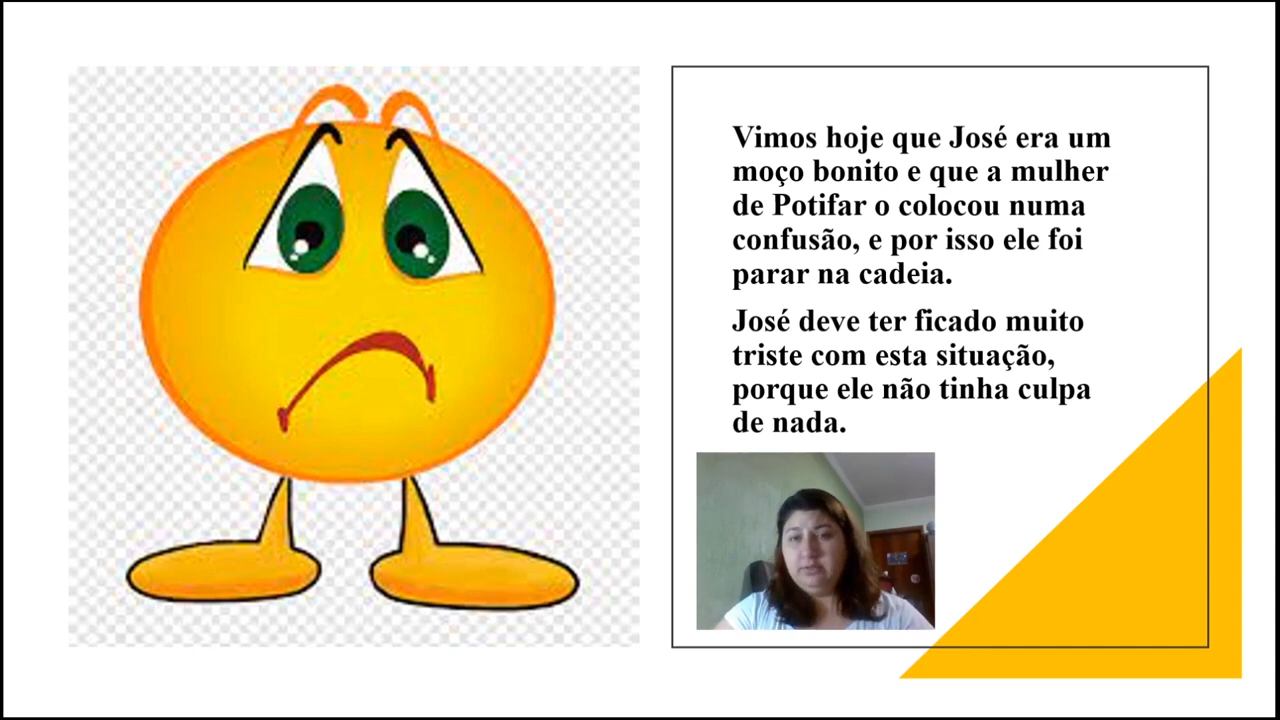 Vimos hoje que José era um
moço bonito e que a mulher
de Potifar o colocou numa
confusão, e por isso ele foi
parar na cadeia.
José deve ter ficado muito
triste com esta situação,
porque ele não tinha culpa
de nada.